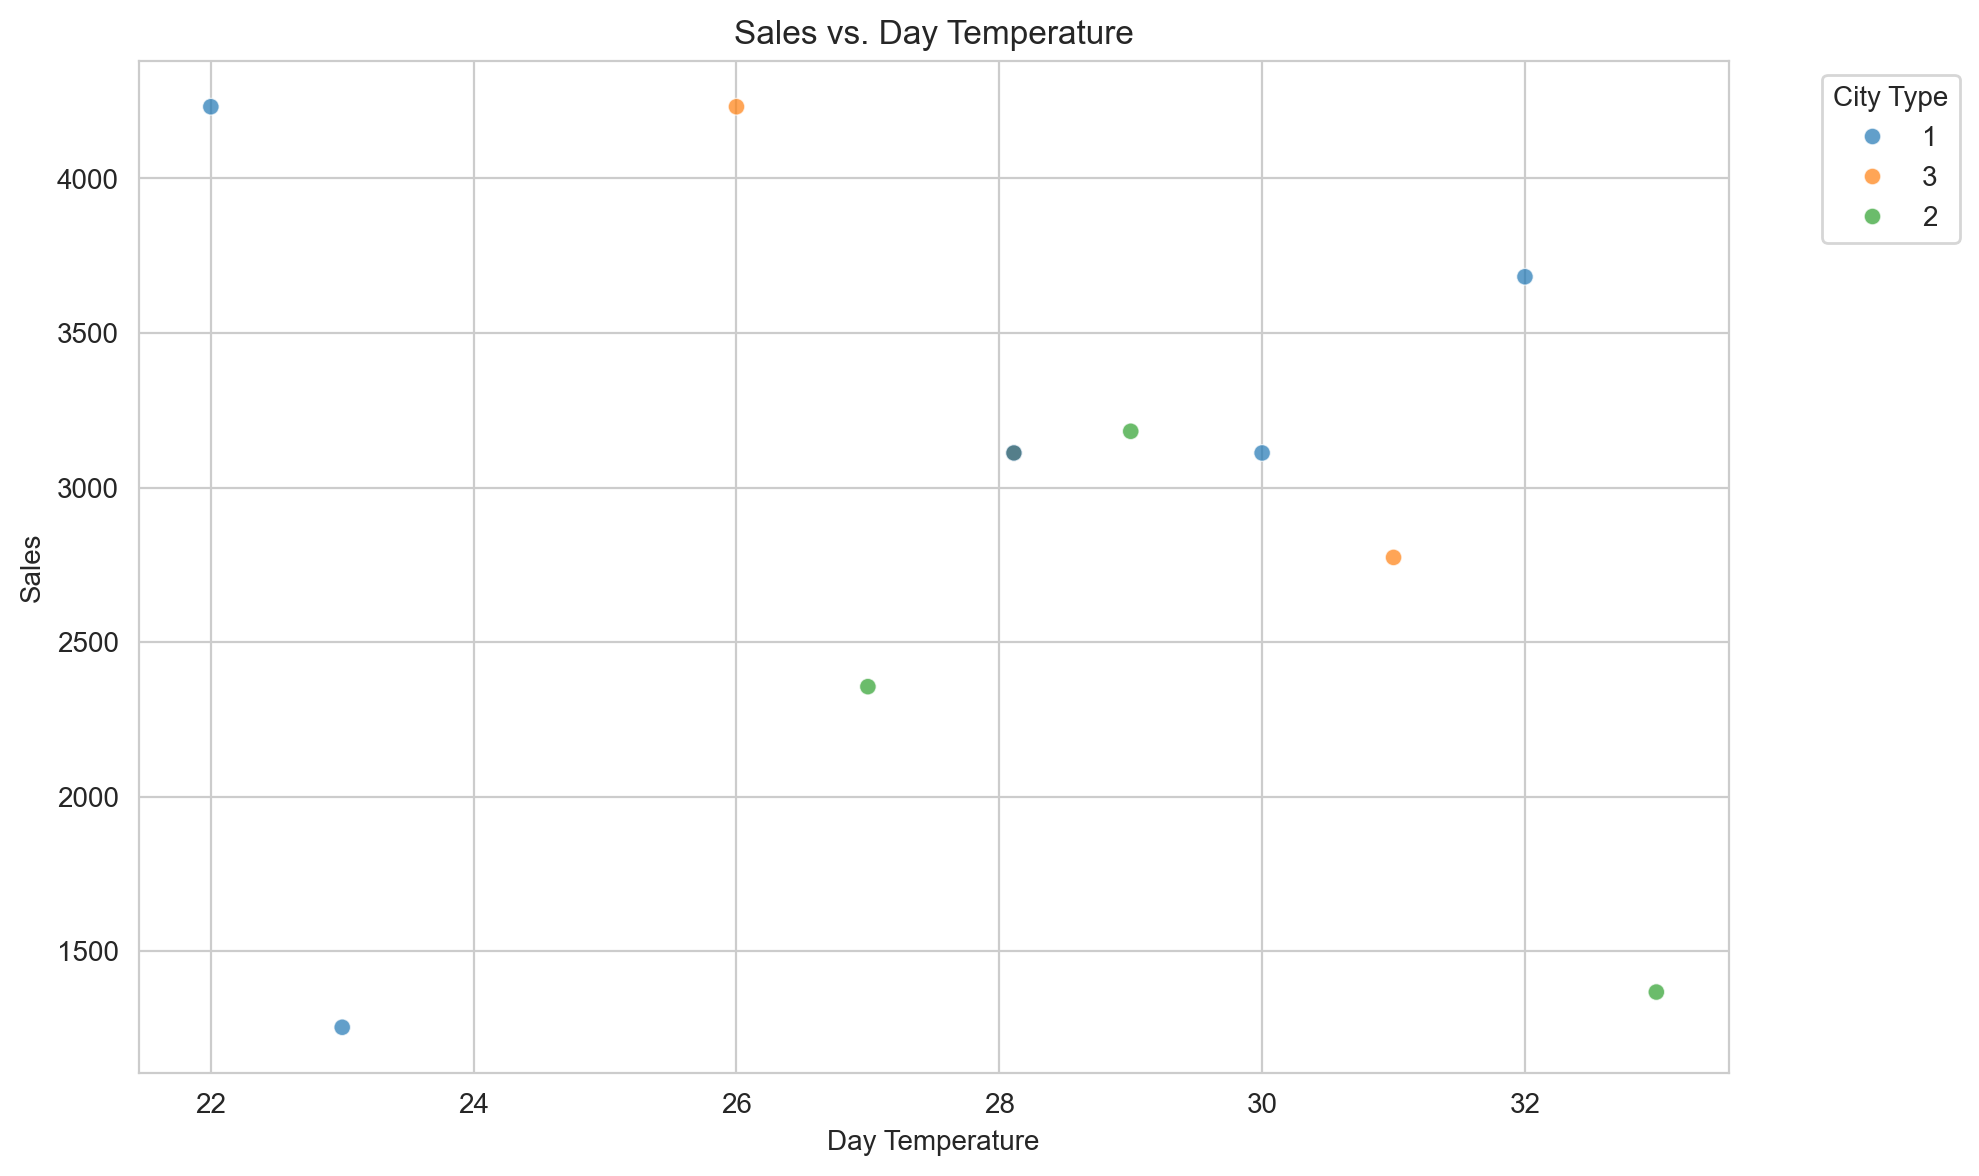 Sales vs. Day Temperature
City Type
1
3
2
4000
3500
3000
2500
2000
1500
Sales
22 24 26 28 30 32
Day Temperature